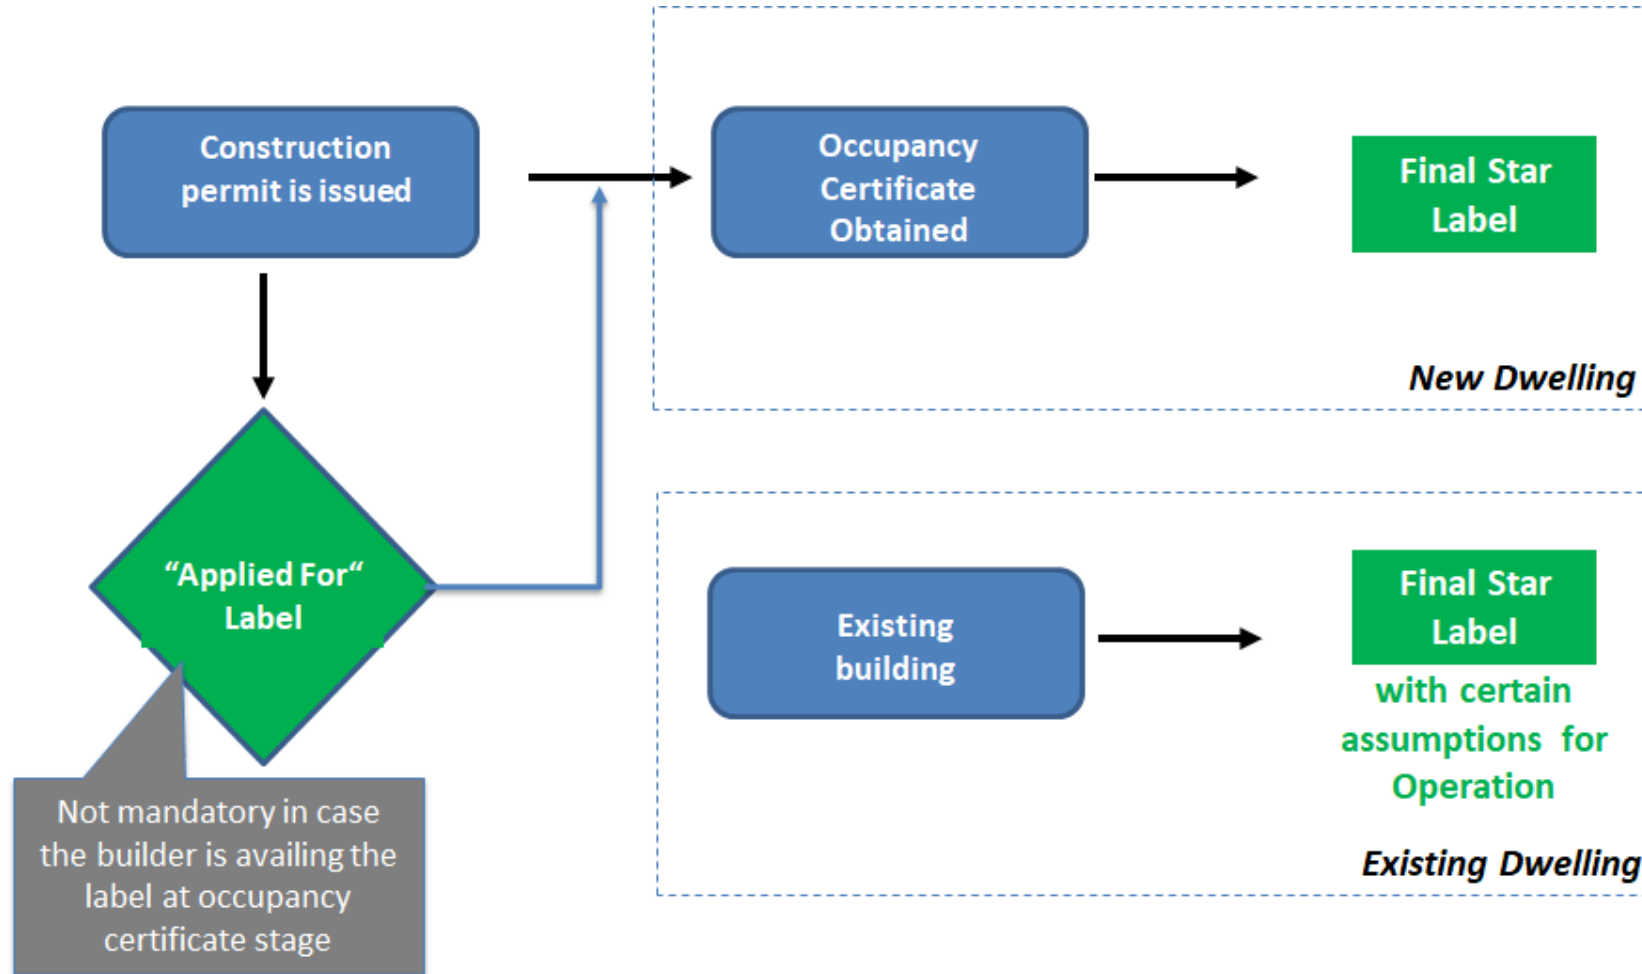 Construction
permit is issued
Occupancy
Certificate
Obtained
Final Star
Label
New Dwelling
“Applied For“
Label
Not mandatory in case
the builder is availing the
label at occupancy
certificate stage
Existing
building
Final Star
Label
with certain
assumptions for
Operation
Existing Dwelling